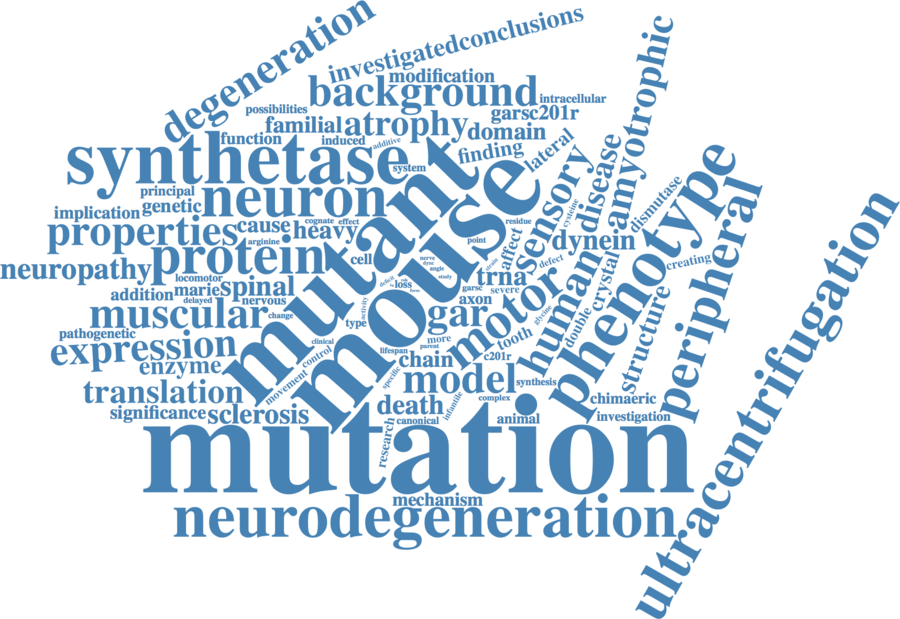 degeneration
investigatedconclusions
modification
background
possibilities
intracellular
garsc201r
familial
atrophy
domain
function
induced
additive
finding
lateral
synthetase
system
amyotrophic
mutant
mouse
sensory
disease
phenotype
dismutase
principal
neuron
genetic
implication
cognate
effect
residue
cysteine
properties
cause
heavy
arginine
point
affect
dynein
peripheral
protein
cell
nerve
dync
angle
study
strain
defect
human
crystal
creating
neuropathy
locomotor
deficit
loss
form
trna
severe
addition
marie
spinal
delayed
nervous
activity
garsc
axon
motor
glycine
double
structure
muscular
change
type
gar
tooth
ultracentrifugation
pathogenetic
clinical
more
parent
expression
control
lifespan
chain
c201r
enzyme
movement
specific
model
synthesis
translation
complex
chimaeric
significance
sclerosis
death
infantile
canonical
animal
investigation
research
mutation
mechanism
neurodegeneration